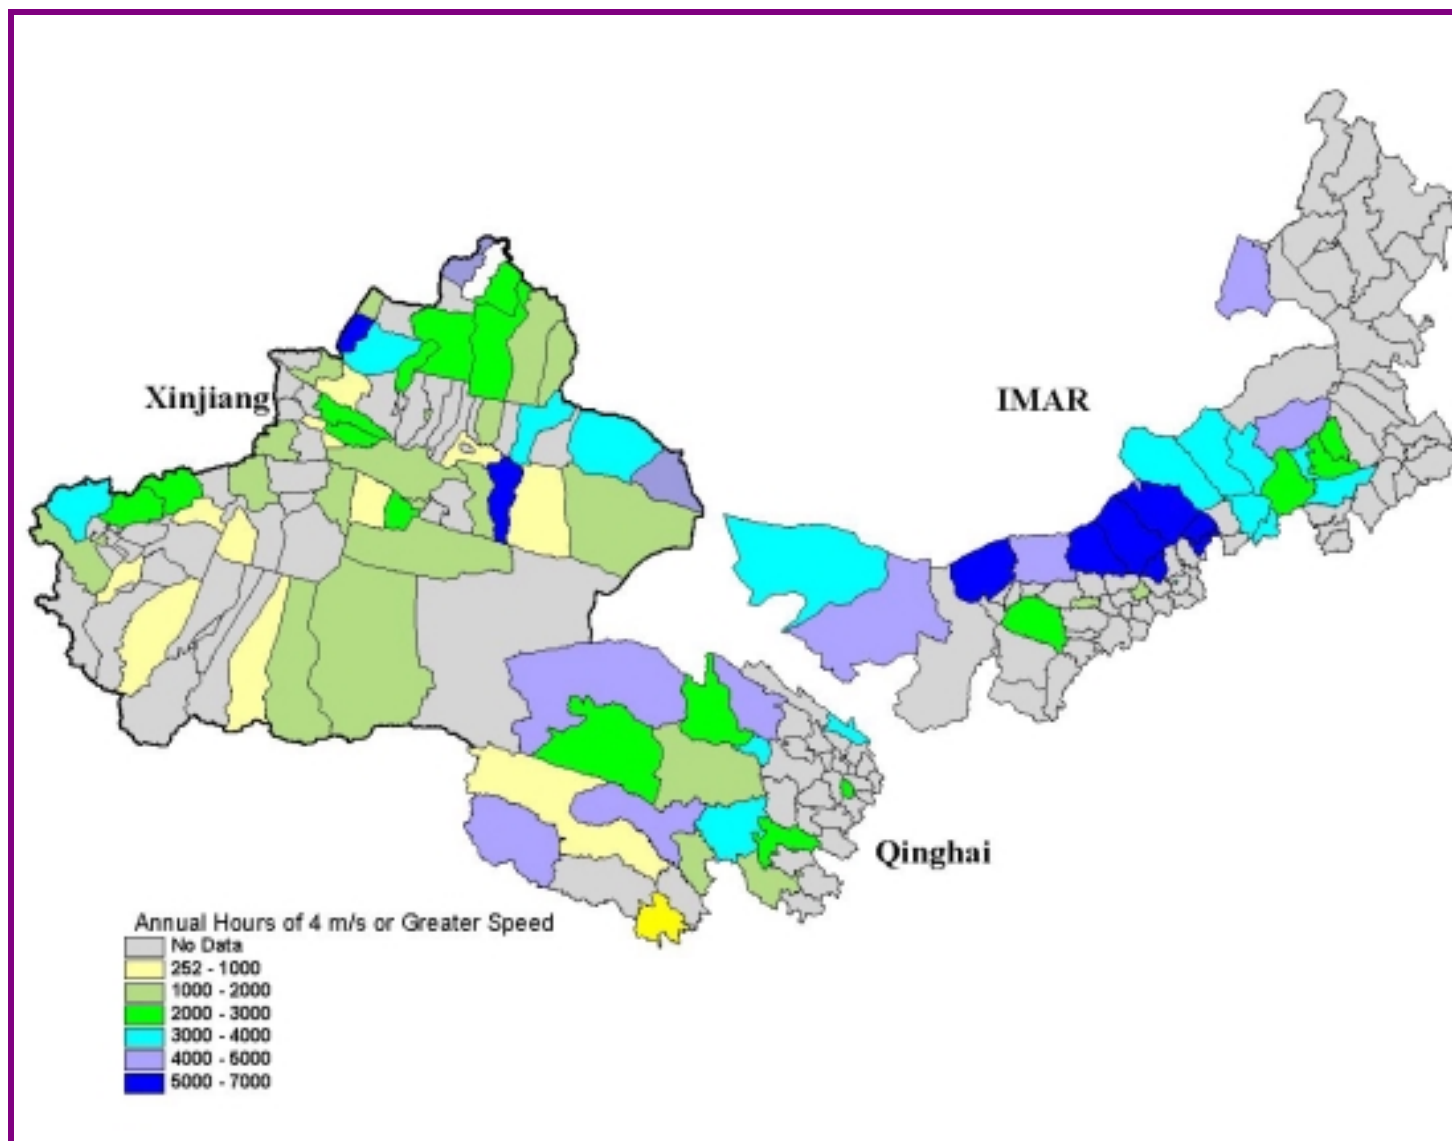 Xinjiang
IMAR
Qinghai
Annual Hours of 4 m/s or Greater Speed
No Data
252 - 1000
1000 - 2000
2000 - 3000
3000 - 4000
4000 - 5000
5000 - 7000